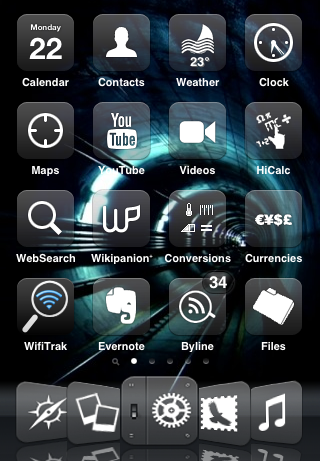 Monday
22
23°
Calendar Contacts Weather Clock
You
Tube
Maps YouTube Videos HiCalc
€¥$£
WebSearch Wikipanion+ Conversions Currencies
34
WifiTrak Evernote Byline Files